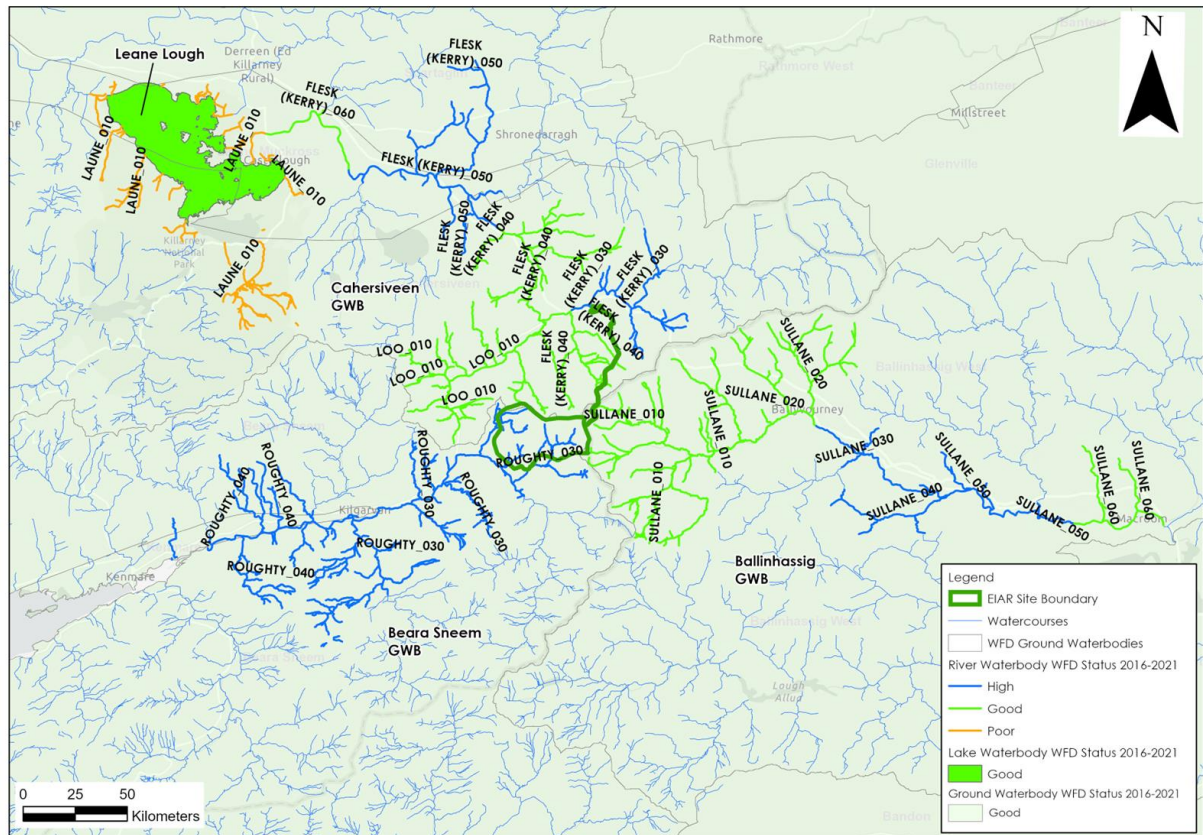 Leane Lough
Derreen (Ed
Killarney
Rural)
FLESK
(KERRY)_050
Rathmore
Rathmore West
Banteer
Banteer
Millstreet
N
FLESK
(KERRY)_060
Shronedarragh
Glenville
LAUNE_010
LAUNE_010
LAUNE_010
LAUNE_010
Muckross
FLESK (KERRY)_050
FLESK
(KERRY)_050
FLESK
(KERRY)_040
FLESK
(KERRY)_040
FLESK
(KERRY)_030
FLESK
(KERRY)_030
Killarney
National
Park
LAUNE_010
Cahersiveen
GWB
FLESK
(KERRY)_040
FLESK
(KERRY)_040
LOO_010
LOO_010
LOO_010
LOO_010
SULLANE_020
SULLANE_020
Ballinhassig West
Ballyvourney
SULLANE_010
SULLANE_010
SULLANE_010
ROUGHTY_030
ROUGHTY_030
ROUGHTY_030
ROUGHTY_030
ROUGHTY_040
ROUGHTY_040
ROUGHTY_040
Kilgarvan
Kenmare
SULLANE_030
SULLANE_040
SULLANE_050
SULLANE_050
SULLANE_060
SULLANE_060
Macroom
Ballinhassig
GWB
Ballinhassig West
Beara Sneem
GWB
Beara Sneem
Lough
Allua
Bandon
Legend
EIAR Site Boundary
Watercourses
WFD Ground Waterbodies
River Waterbody WFD Status 2016-2021
High
Good
Poor
Lake Waterbody WFD Status 2016-2021
Good
Ground Waterbody WFD Status 2016-2021
Good
0 25 50
Kilometers